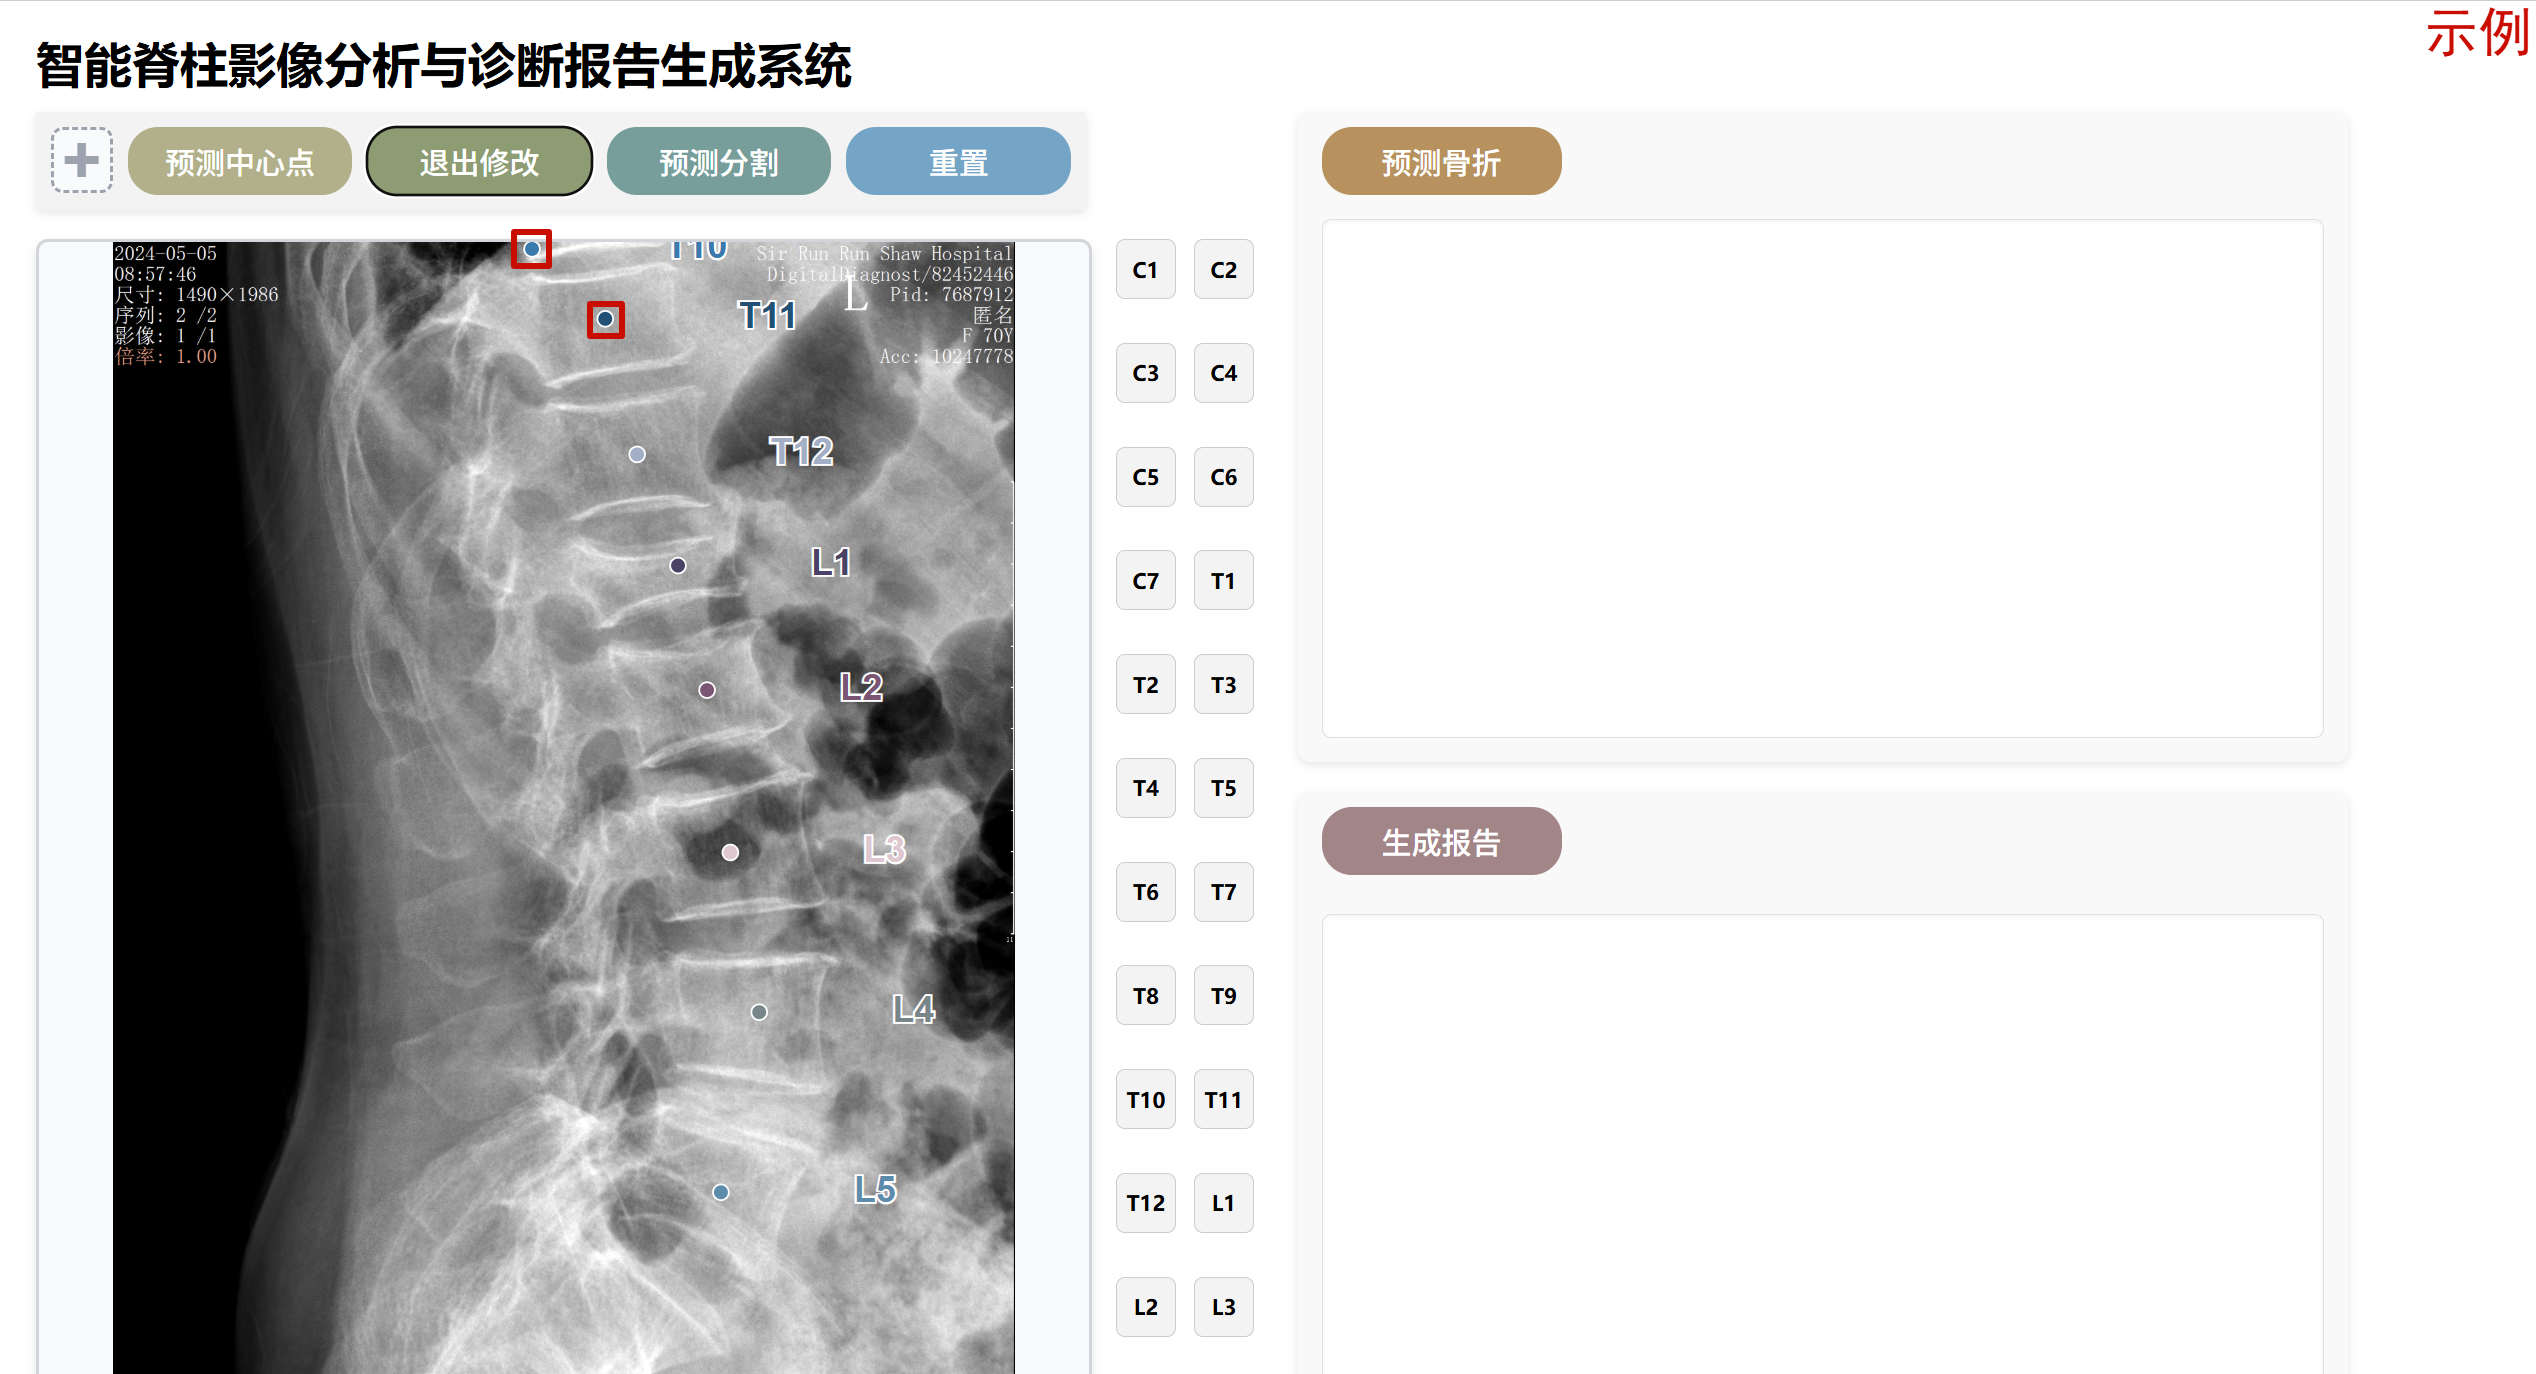 示例
智能脊柱影像分析与诊断报告生成系统
预测中心点
退出修改
预测分割
重置
预测骨折
2024-05-05
08:57:46
尺寸: 1490×1986
序列: 2 /2
影像: 1 /1
倍率: 1.00
Sir Run Run Shaw Hospital
DigitalDiagnost/82452446
Pid: 7687912
匿名
F 70Y
Acc: 10247778
L
T10
T11
T12
L1
L2
L3
L4
L5
11
C1 C2
C3 C4
C5 C6
C7 T1
T2 T3
T4 T5
T6 T7
T8 T9
T10 T11
T12 L1
L2 L3
生成报告